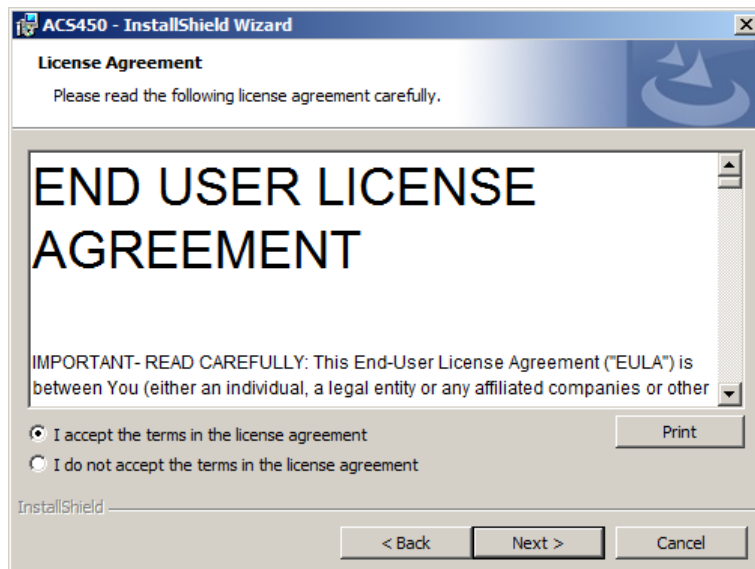 ACS450 - InstallShield Wizard
License Agreement
Please read the following license agreement carefully.
END USER LICENSE
AGREEMENT
IMPORTANT- READ CAREFULLY: This End-User License Agreement ("EULA") is
between You (either an individual, a legal entity or any affiliated companies or other
I accept the terms in the license agreement
Print
I do not accept the terms in the license agreement
InstallShield
< Back Next > Cancel